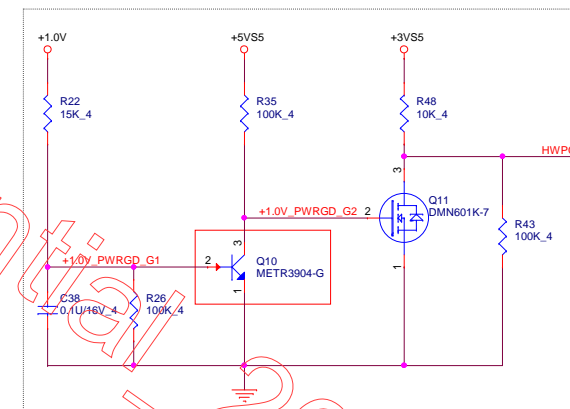 +1.0V
+5VS5
+3VS5
R22
15K_4
R35
100K_4
R48
10K_4
HWPG
3
Q11
DMN601K-7
+1.0V_PWRGD_G2
2
R43
100K_4
1
+1.0V_PWRGD_G1
2
3
Q10
METR3904-G
1
C38
0.1U/16V_4
R26
100K_4